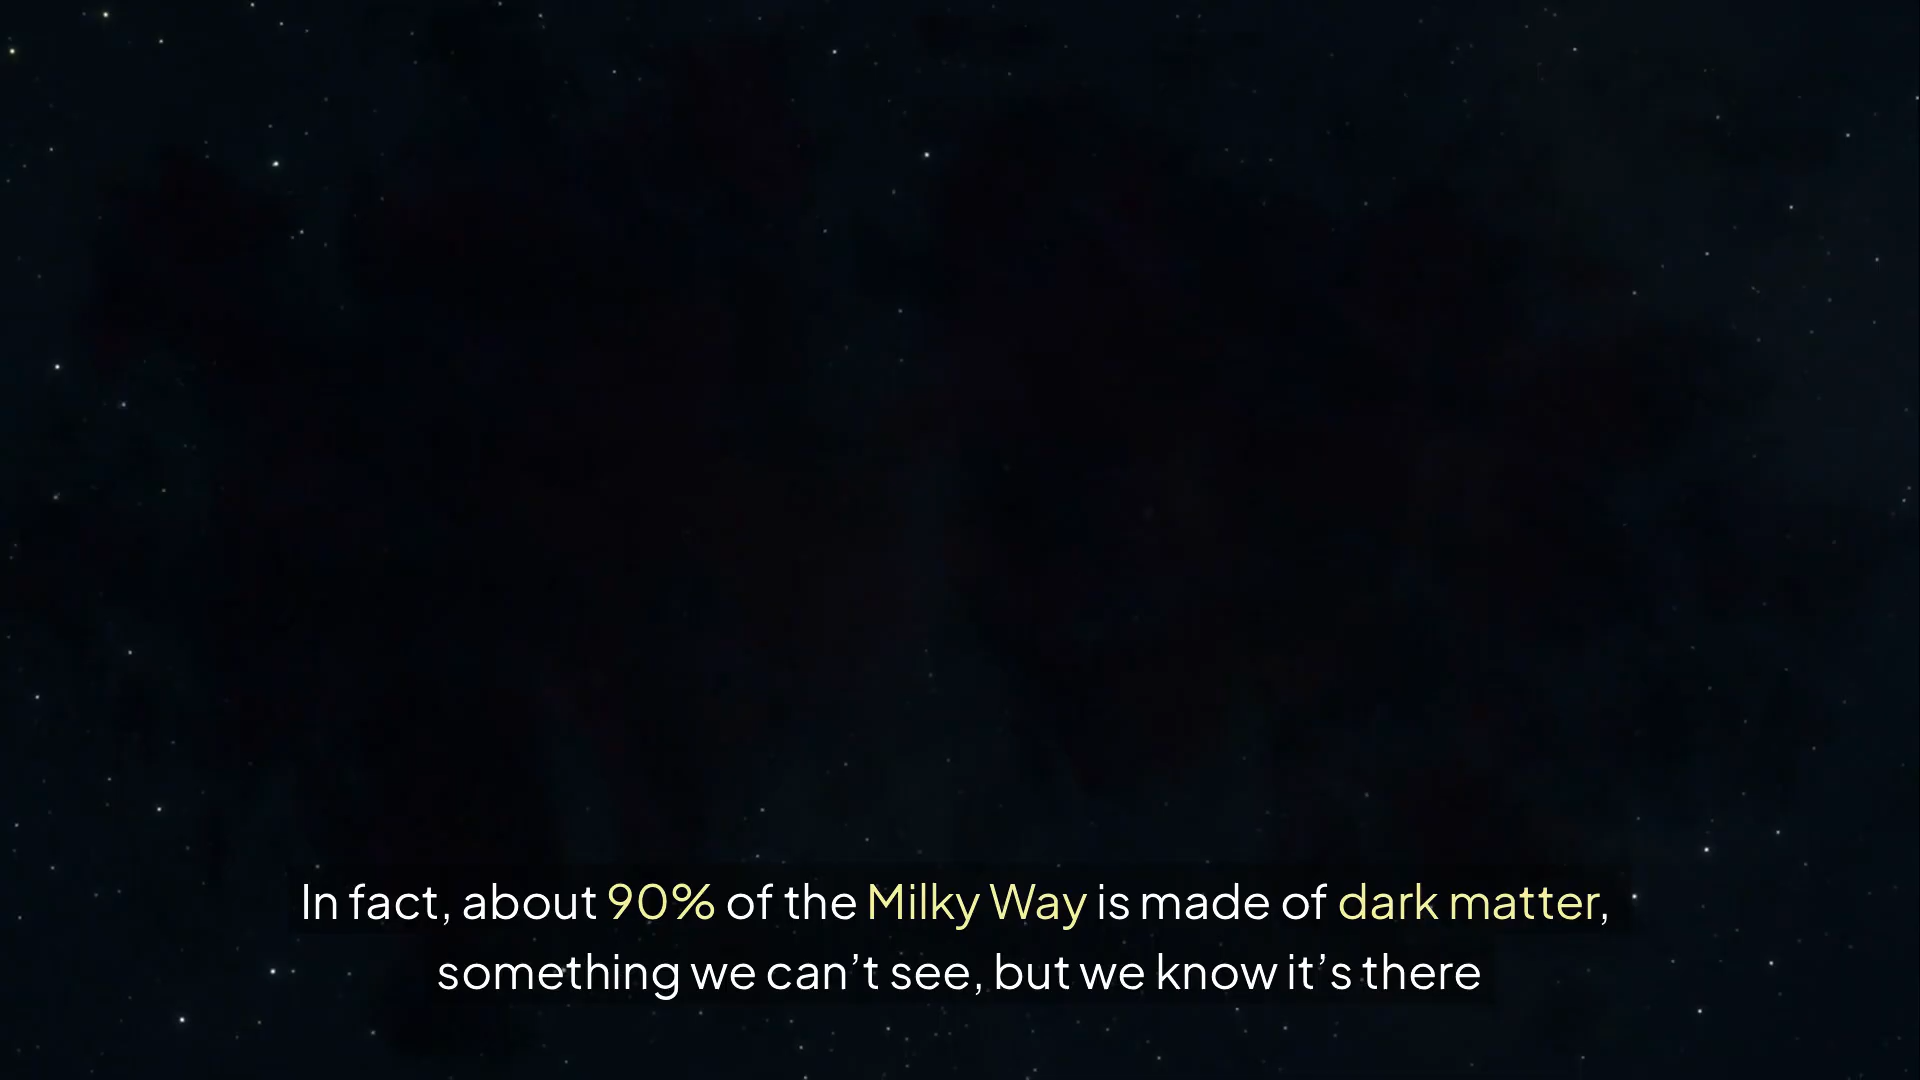 In fact, about 90% of the Milky Way is made of dark matter,
something we can’t see, but we know it’s there